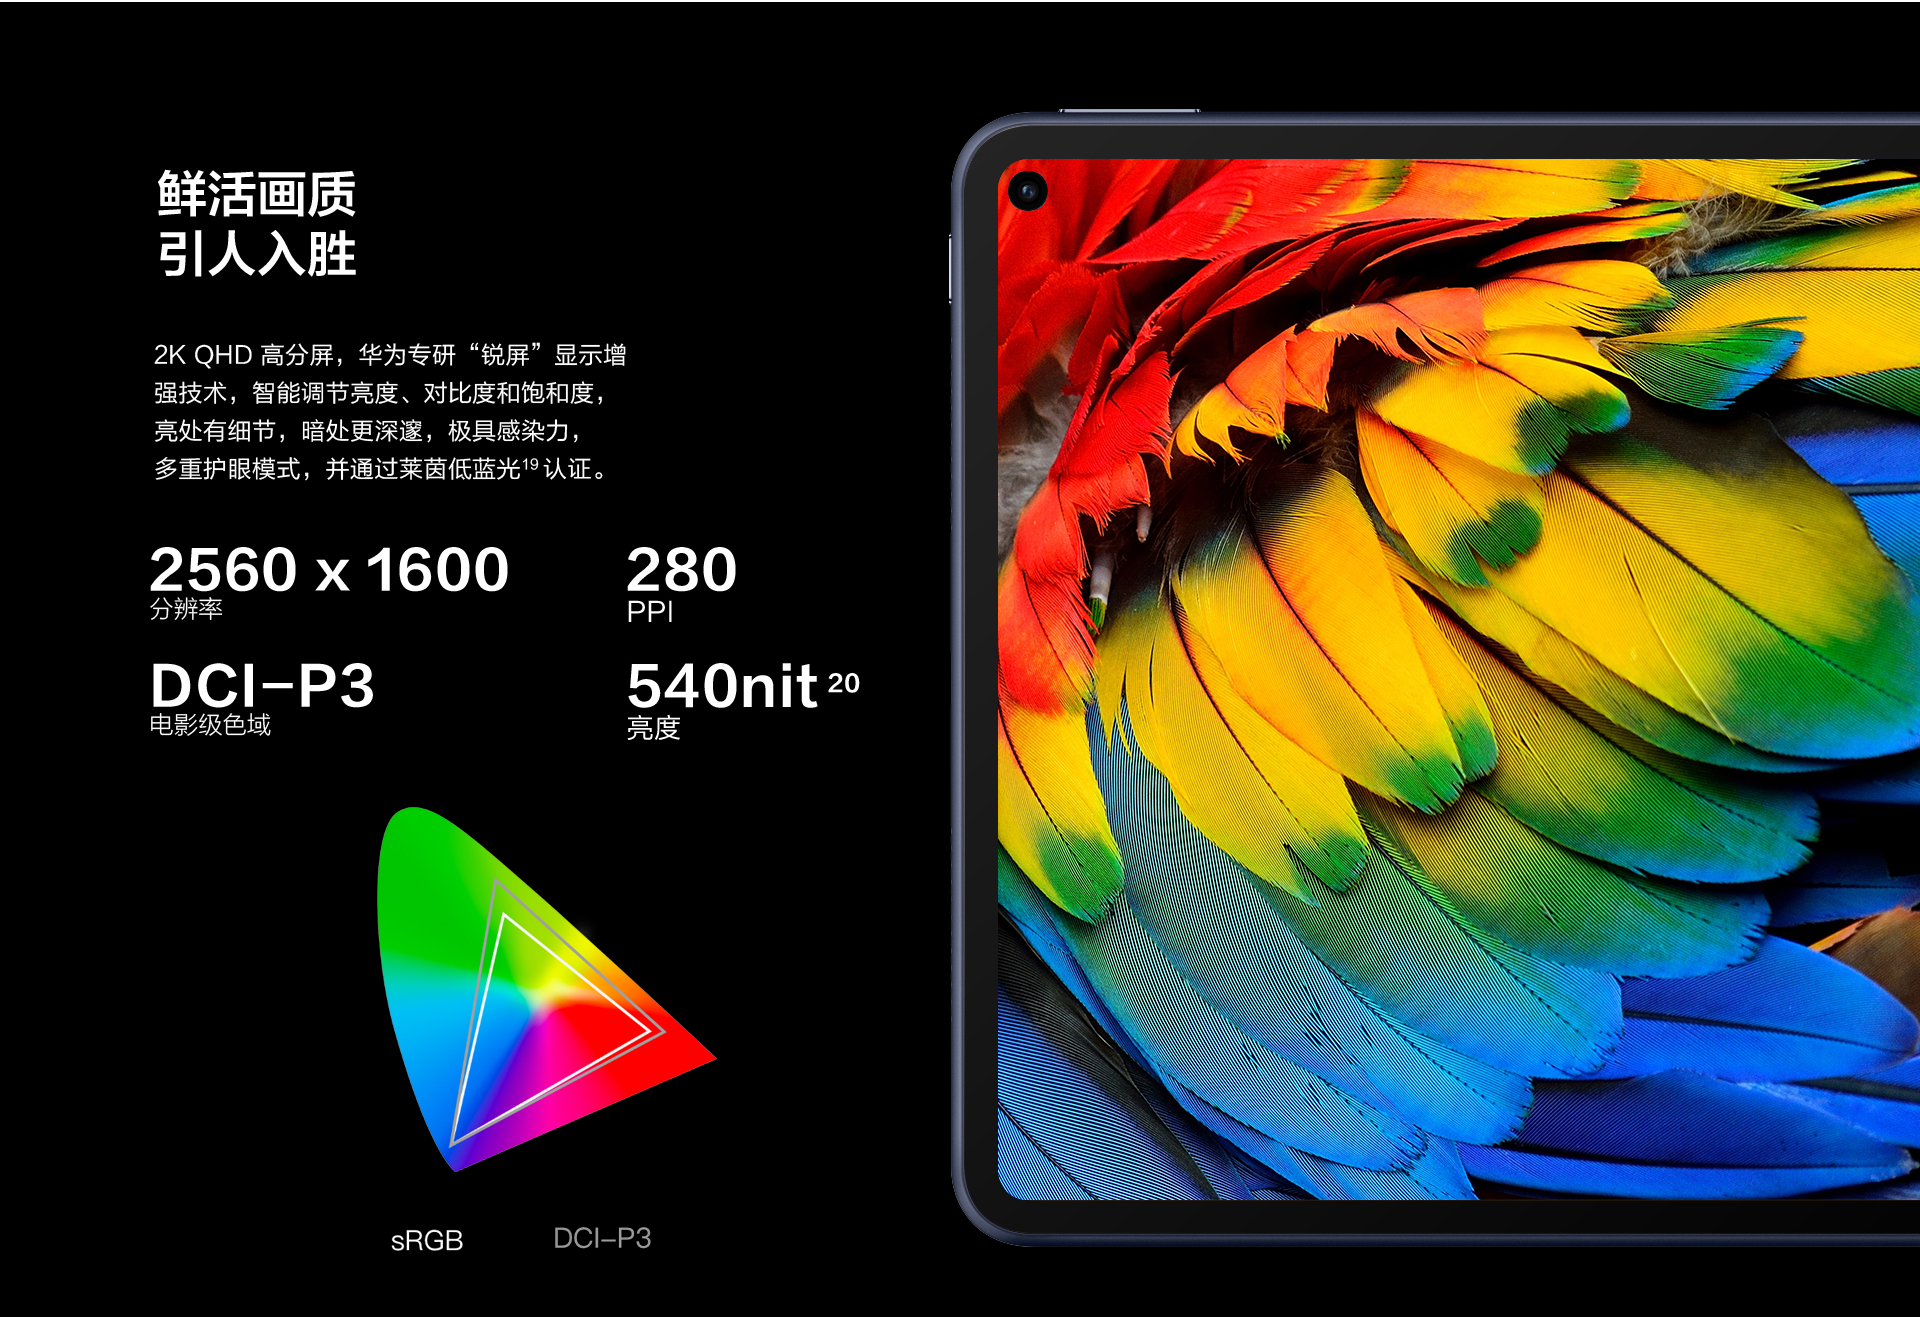 鲜活画质
引人入胜
2K QHD 高分屏，华为专研“锐屏”显示增
强技术，智能调节亮度、对比度和饱和度，
亮处有细节，暗处更深邃，极具感染力，
多重护眼模式，并通过莱茵低蓝光19认证。
2560 x 1600
分辨率
280
PPI
DCI-P3
电影级色域
540nit 20
亮度
sRGB
DCI-P3